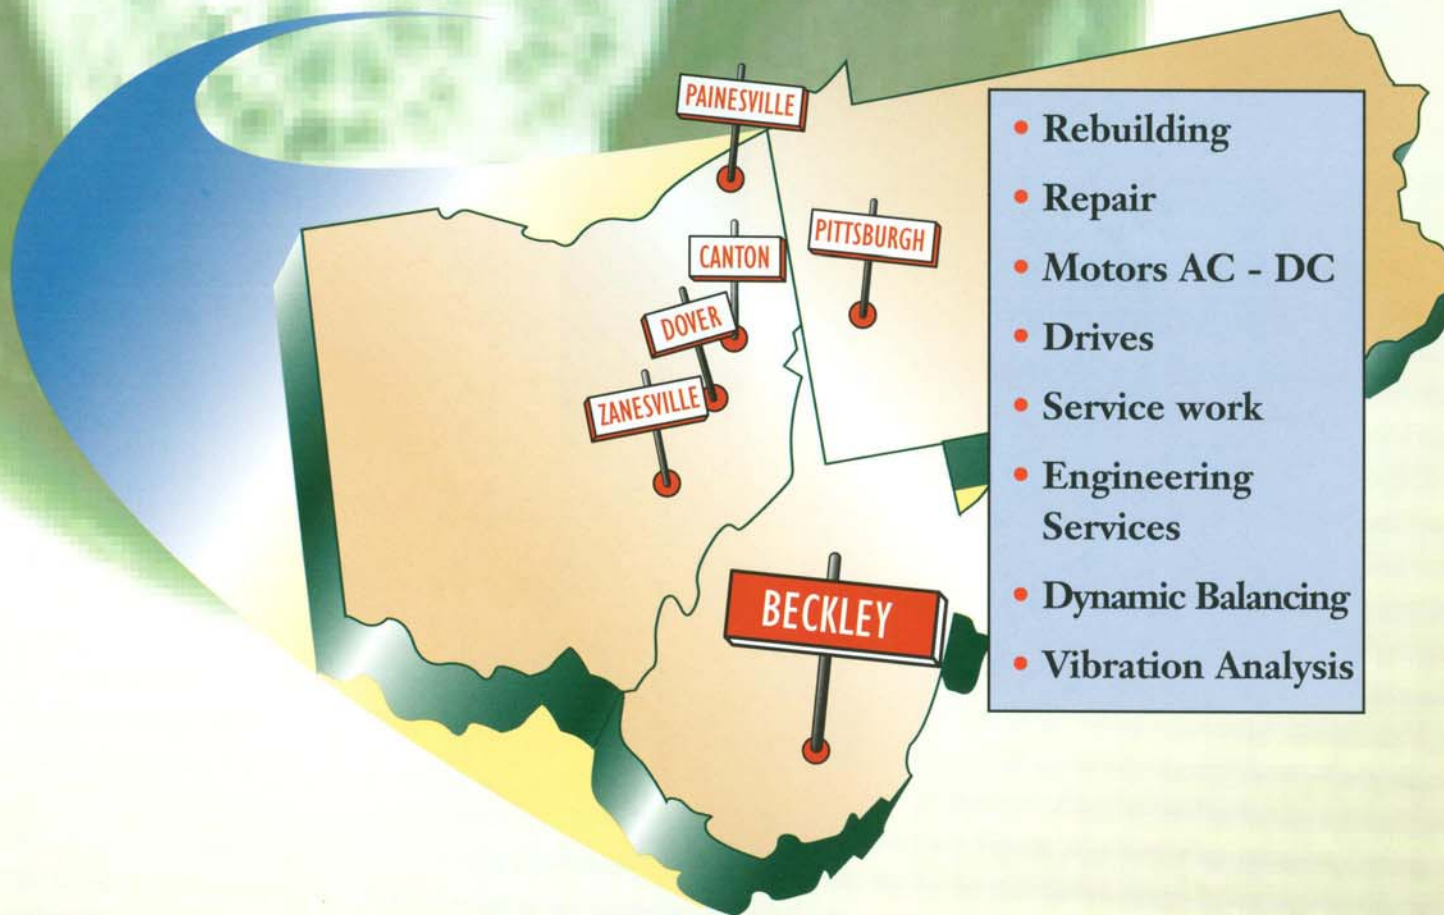 PAINESVILLE
CANTON
PITTSBURGH
DOVER
ZANESVILLE
BECKLEY
• Rebuilding
• Repair
• Motors AC - DC
• Drives
• Service work
• Engineering
Services
• Dynamic Balancing
• Vibration Analysis